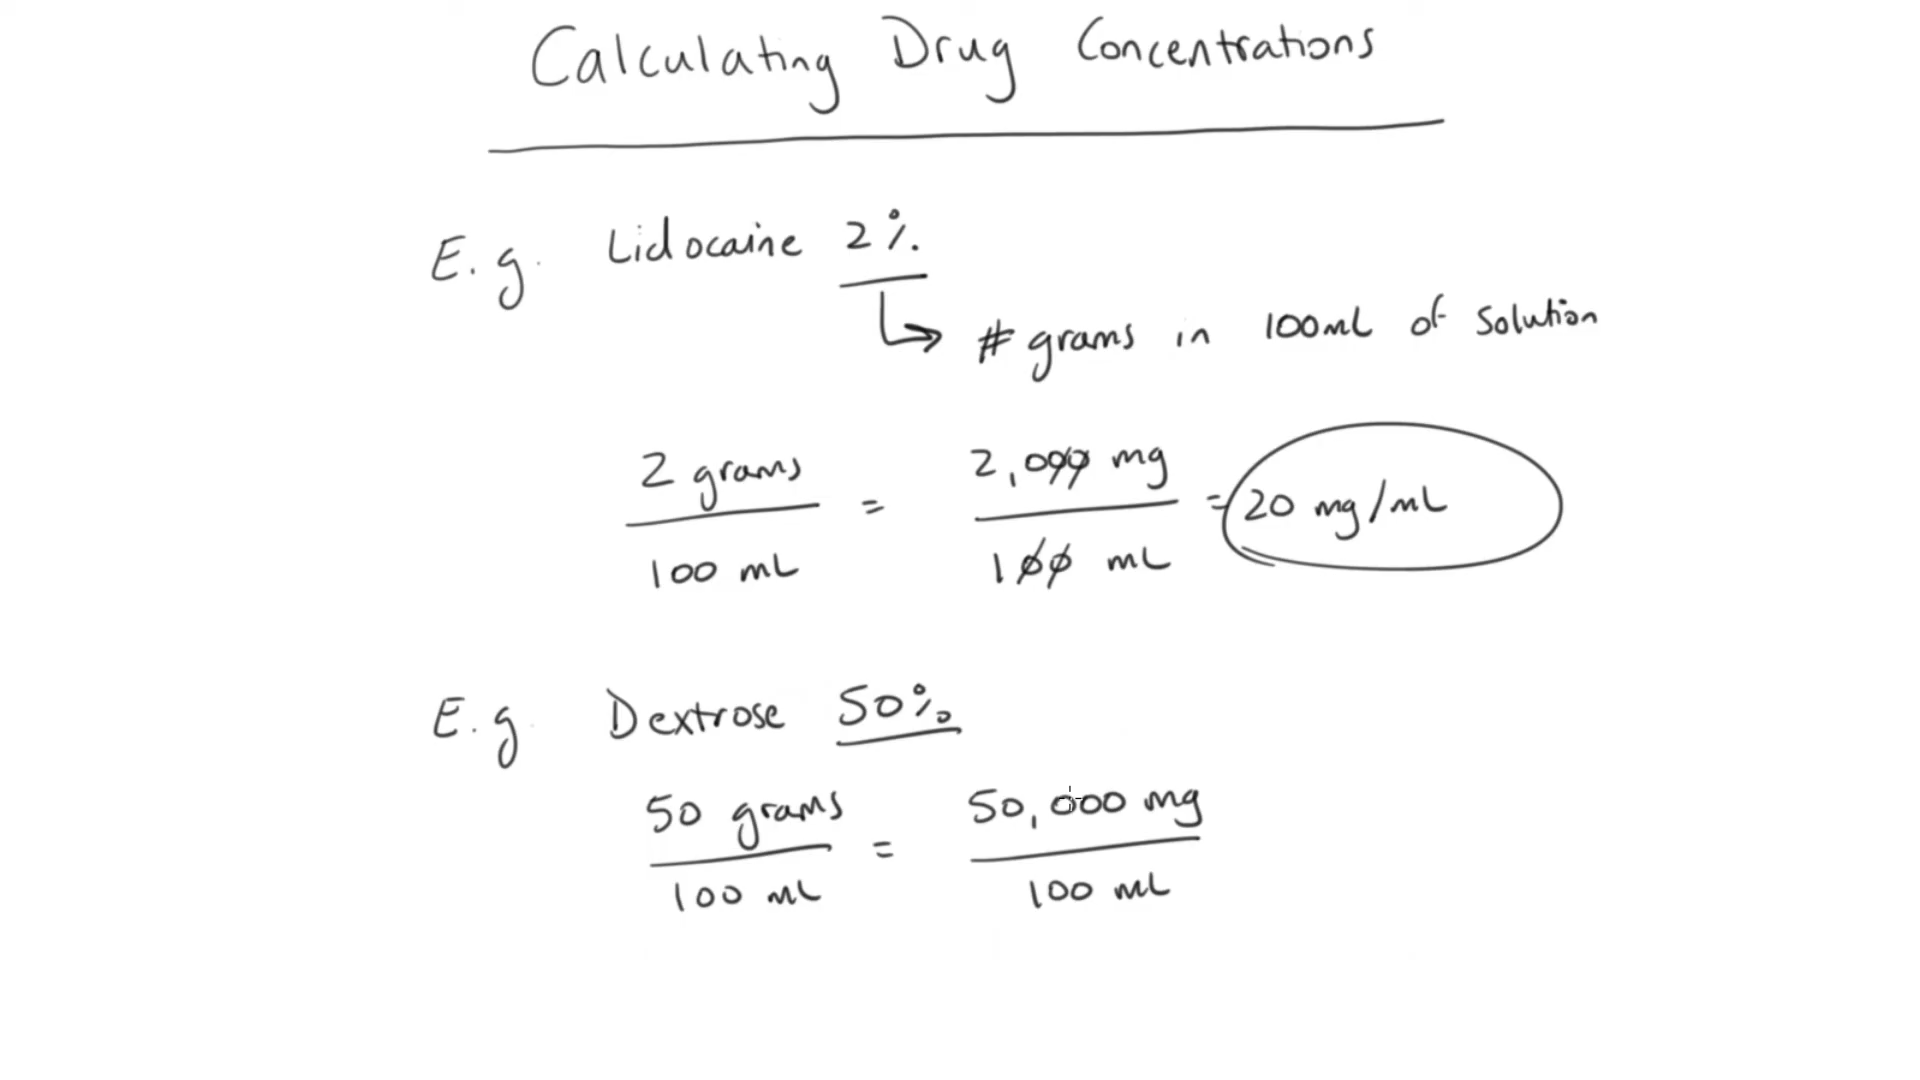 Calculating Drug Concentrations
E.g. Lidocaine 2%.
# grams in 100mL of solution
2 grams = 2,000 mg = 20 mg/mL
100 mL 100 mL
E.g Dextrose 50%
50 grams = 50,000 mg
100 mL 100 mL